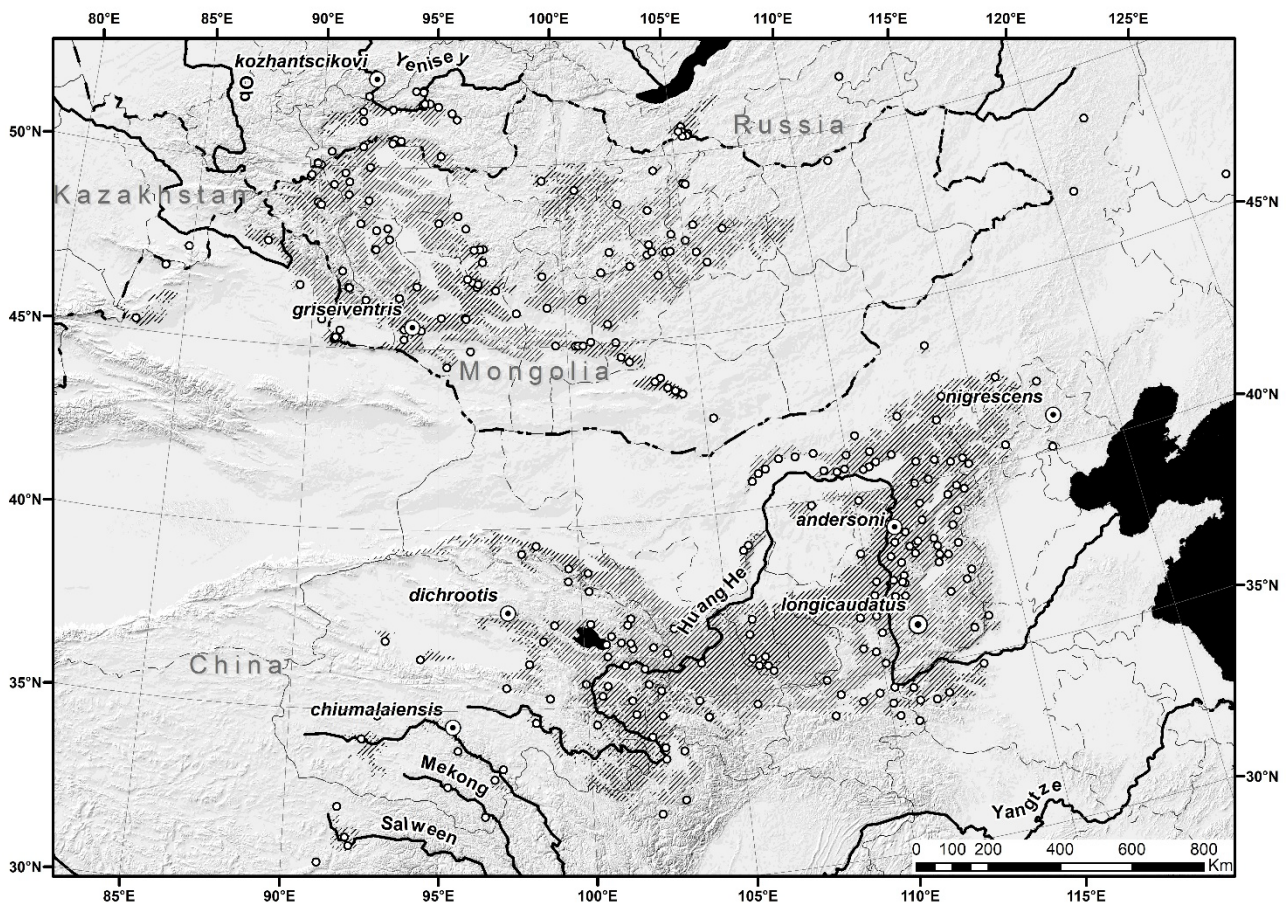 80°E 85°E 90°E 95°E 100°E 105°E 110°E 115°E 120°E 125°E
kozhantscikovi
Yenisey
Ob
50°N
Russia
Kazakhstan
45°N
45°N
griseiventris
Mongolia
nigrescens
40°N
40°N
andersoni
Huang He
dichrootis
longicaudatus
35°N
China
35°N
chiumalaiensis
Mekong
30°N
Yangtze
Salween
0 100 200 400 600 800
Km
30°N
85°E 90°E 95°E 100°E 105°E 110°E 115°E